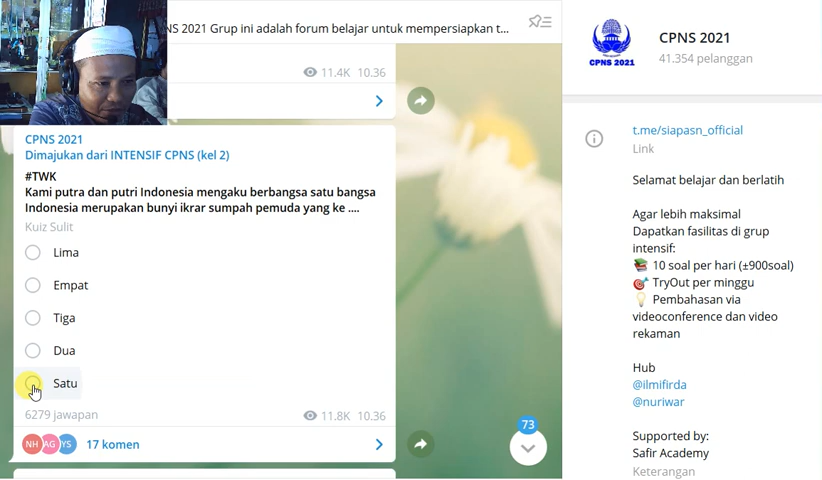 NS 2021 Grup ini adalah forum belajar untuk mempersiapkan t...
11.4K 10.36
CPNS 2021
Dimajukan dari INTENSIF CPNS (kel 2)
#TWK
Kami putra dan putri Indonesia mengaku berbangsa satu bangsa
Indonesia merupakan bunyi ikrar sumpah pemuda yang ke ....
Kuiz Sulit
Lima
Empat
Tiga
Dua
Satu
6279 jawapan
11.8K 10.36
NH AG YS 17 komen
73
CPNS 2021
CPNS 2021
41.354 pelanggan
t.me/siapasn_official
Link
Selamat belajar dan berlatih
Agar lebih maksimal
Dapatkan fasilitas di grup
intensif:
10 soal per hari (±900soal)
TryOut per minggu
Pembahasan via
videoconference dan video
rekaman
Hub
@ilmifirda
@nuriwar
Supported by:
Safir Academy
Keterangan